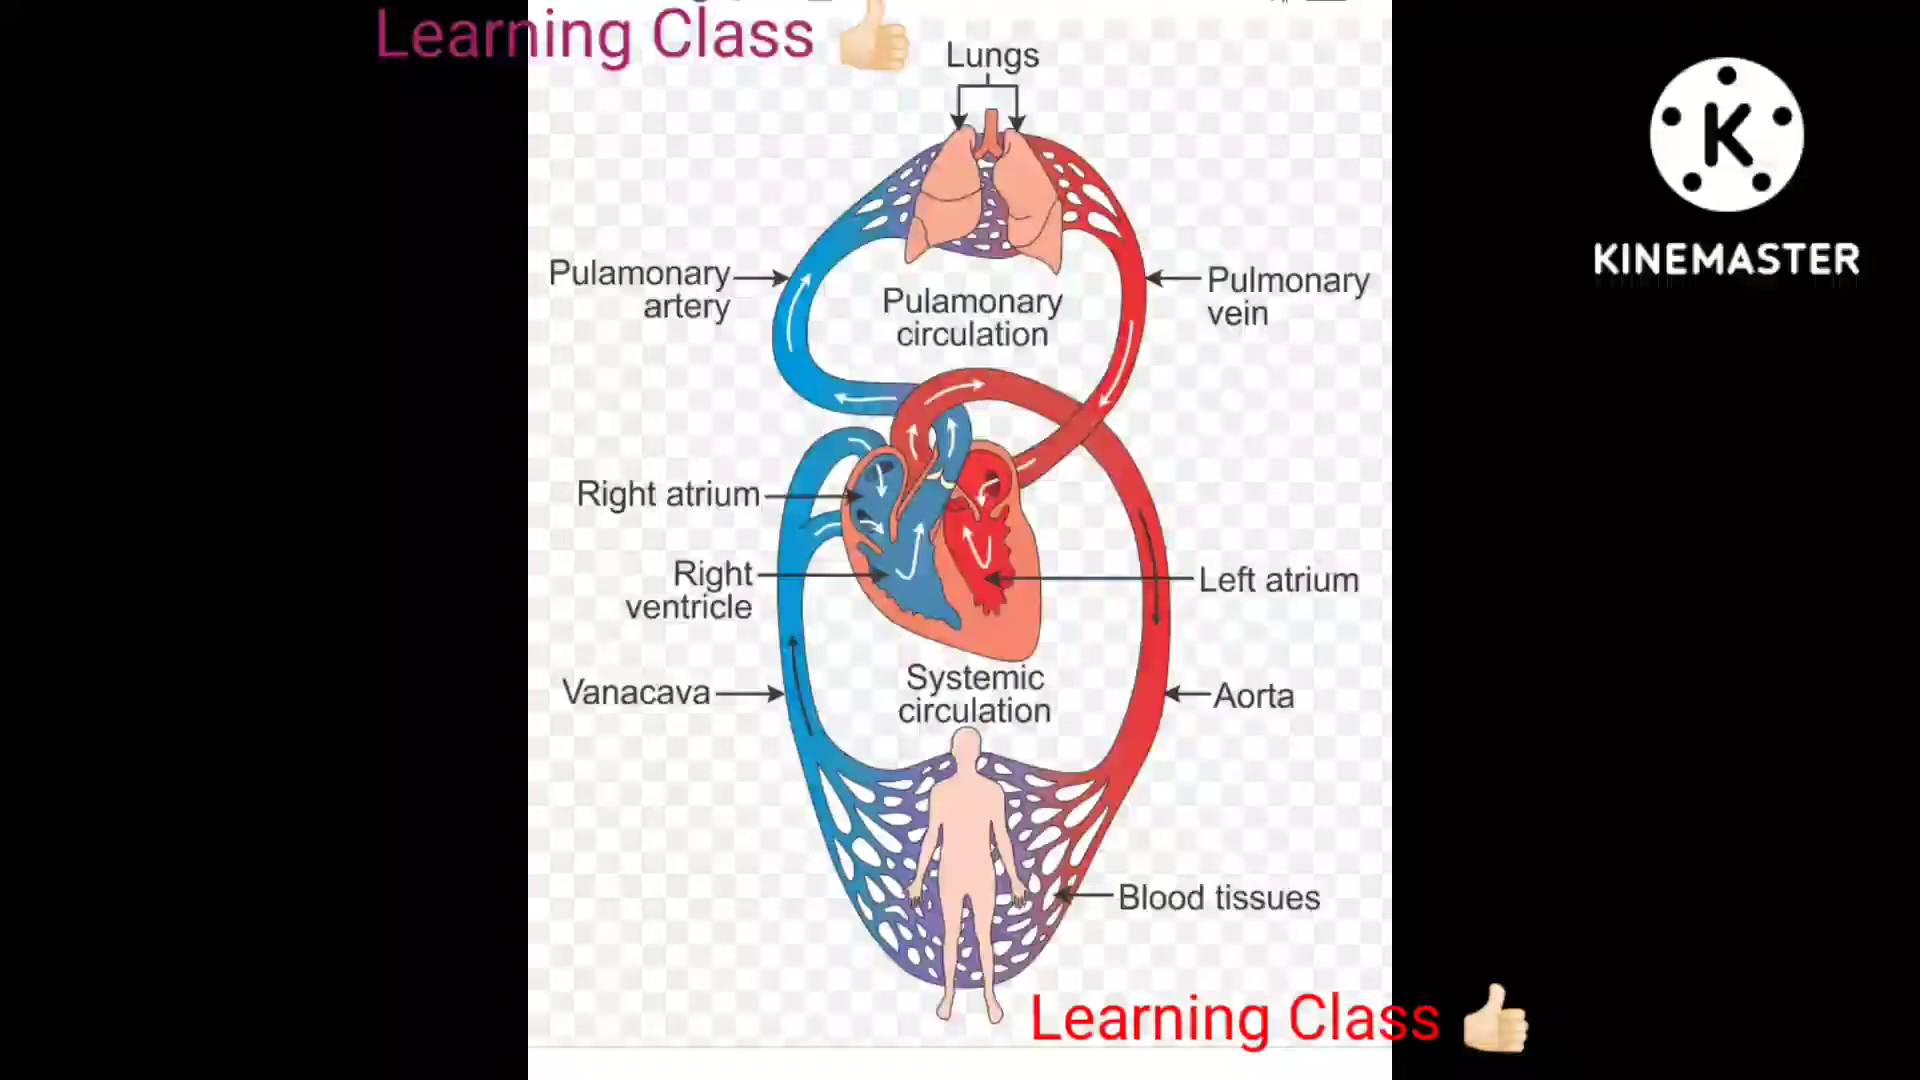 Learning Class
Lungs
K
KINEMASTER
Pulamonary
artery
Pulamonary
circulation
Pulmonary
vein
Right atrium
Right
ventricle
Left atrium
Vanacava
Systemic
circulation
Aorta
Blood tissues
Learning Class